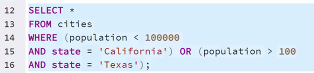 12 SELECT *
13 FROM cities
14 WHERE (population < 100000
15 AND state = 'California') OR (population > 100
16 AND state = 'Texas');